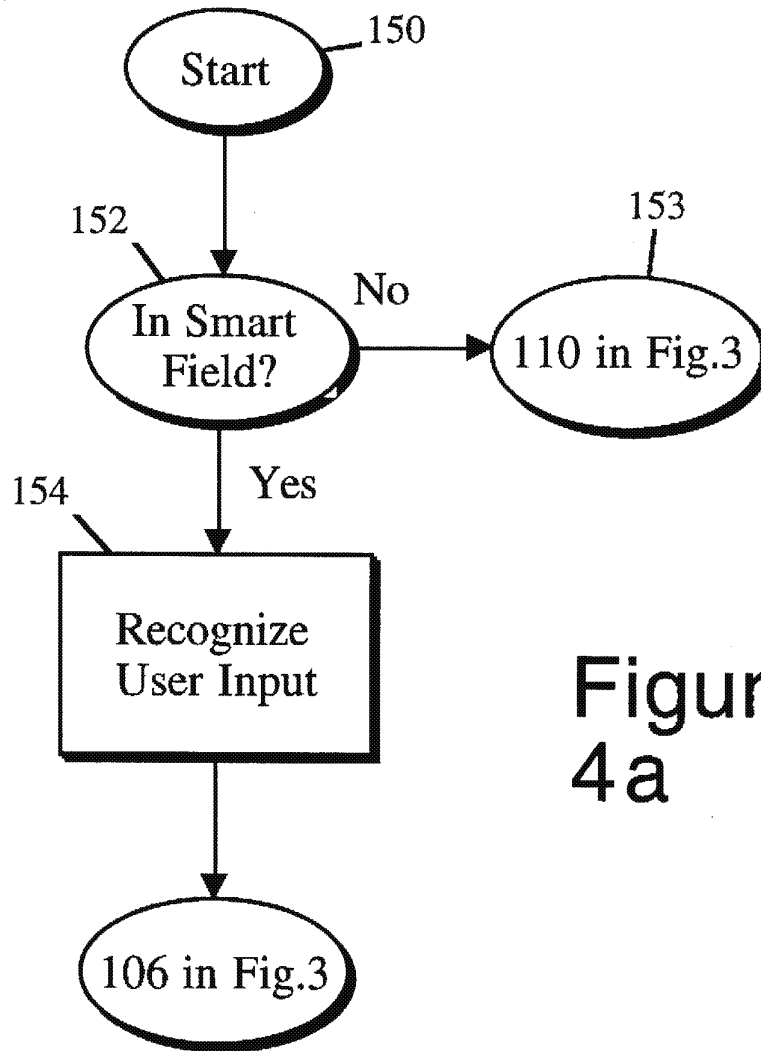 150
Start
152
153
In Smart
Field?
No
110 in Fig.3
Yes
154
Recognize
User Input
Figur
4a
106 in Fig.3